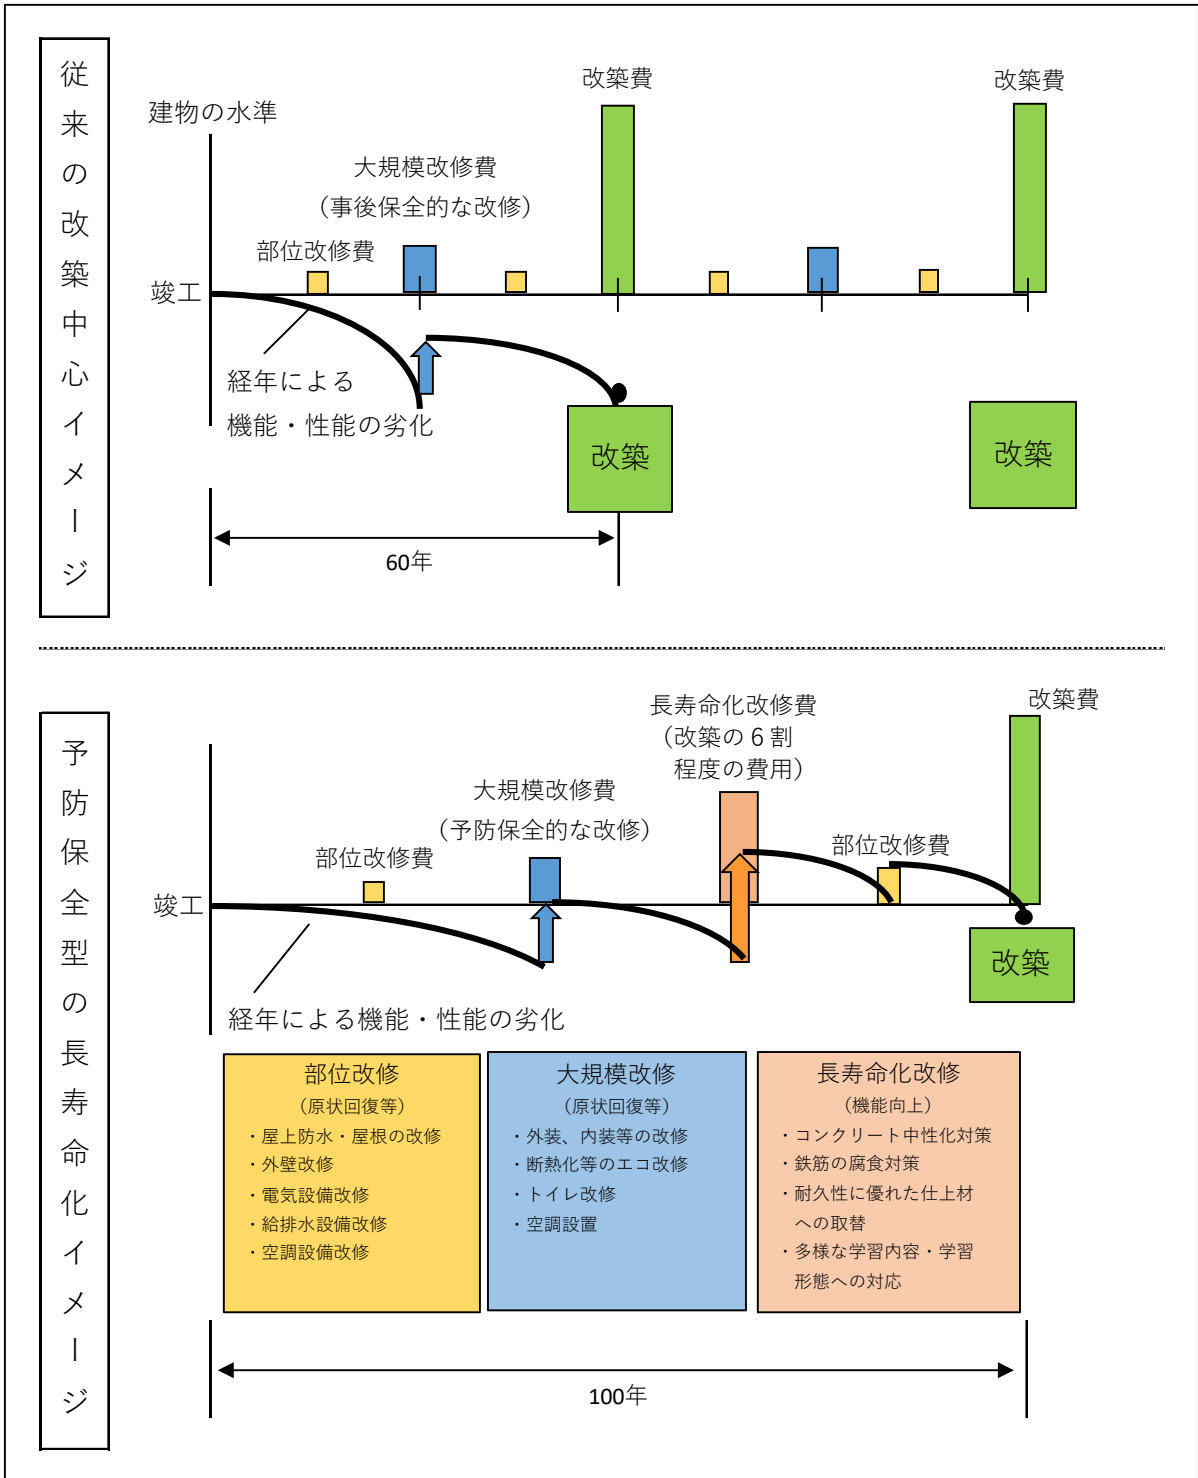 従来の改築中心イメージ
改築費
改築費
建物の水準
大規模改修費
（事後保全的な改修）
部位改修費
竣工
経年による
機能・性能の劣化
改築
改築
60年
予防保全型の長寿命化イメージ
改築費
長寿命化改修費
（改築の６割
程度の費用）
大規模改修費
（予防保全的な改修）
部位改修費
部位改修費
竣工
改築
経年による機能・性能の劣化
部位改修
（原状回復等）
・屋上防水・屋根の改修
・外壁改修
・電気設備改修
・給排水設備改修
・空調設備改修
大規模改修
（原状回復等）
・外装、内装等の改修
・断熱化等のエコ改修
・トイレ改修
・空調設置
長寿命化改修
（機能向上）
・コンクリート中性化対策
・鉄筋の腐食対策
・耐久性に優れた仕上材
への取替
・多様な学習内容・学習
形態への対応
100年